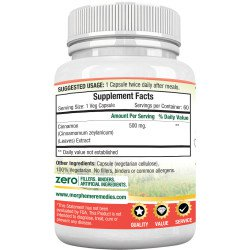 SUGGESTED USAGE: 1 Capsule twice daily after meals.
Supplement Facts
Serving Size: 1 Veg Capsule Servings per Container: 60
Amount Per Serving % Daily Value
Cinnamon 500 mg. **
(Cinnamomum zeylanicum)
(Leaves) Extract
** Daily value not established
Other Ingredients: Capsule (vegetarian cellulose).
100% Vegetarian. No fillers, binders or common allergens.
zero FILLERS, BINDERS,
ARTIFICIAL INGREDIENTS.
www.morphemeremedies.com
QUALITY VALUE SERVICE